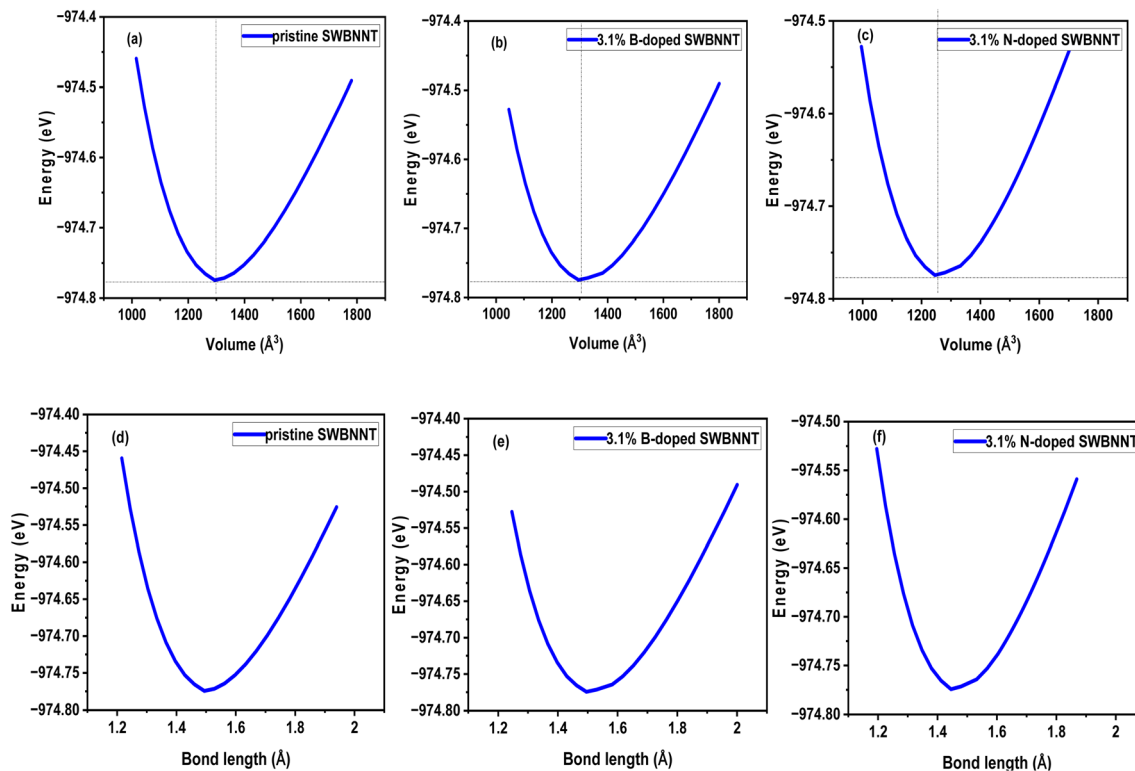 (a)
pristine SWBNNT
−974.4
−974.5
−974.6
−974.7
−974.8
Energy (eV)
1000 1200 1400 1600 1800
Volume (Å³)
(b)
3.1% B-doped SWBNNT
−974.4
−974.5
−974.6
−974.7
−974.8
Energy (eV)
1000 1200 1400 1600 1800
Volume (Å³)
(c)
3.1% N-doped SWBNNT
−974.5
−974.6
−974.7
−974.8
Energy (eV)
1000 1200 1400 1600 1800
Volume (Å³)
(d)
pristine SWBNNT
−974.40
−974.45
−974.50
−974.55
−974.60
−974.65
−974.70
−974.75
−974.80
Energy (eV)
1.2 1.4 1.6 1.8 2
Bond length (Å)
(e)
3.1% B-doped SWBNNT
−974.40
−974.45
−974.50
−974.55
−974.60
−974.65
−974.70
−974.75
−974.80
Energy (eV)
1.2 1.4 1.6 1.8 2
Bond length (Å)
(f)
3.1% N-doped SWBNNT
−974.50
−974.55
−974.60
−974.65
−974.70
−974.75
−974.80
Energy (eV)
1.2 1.4 1.6 1.8 2
Bond length (Å)